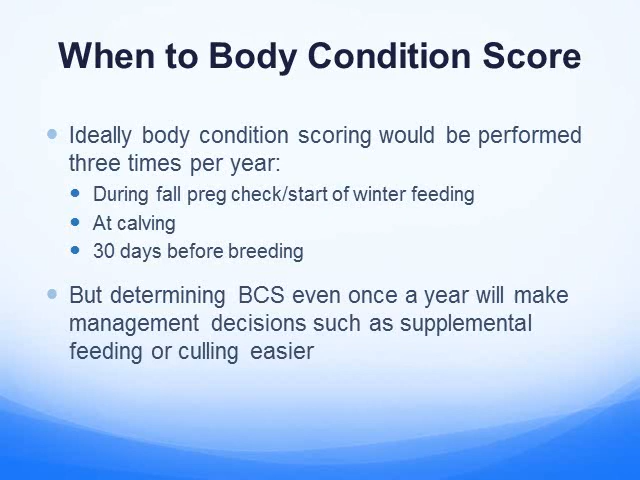 When to Body Condition Score
Ideally body condition scoring would be performed
three times per year:
During fall preg check/start of winter feeding
At calving
30 days before breeding
But determining BCS even once a year will make
management decisions such as supplemental
feeding or culling easier